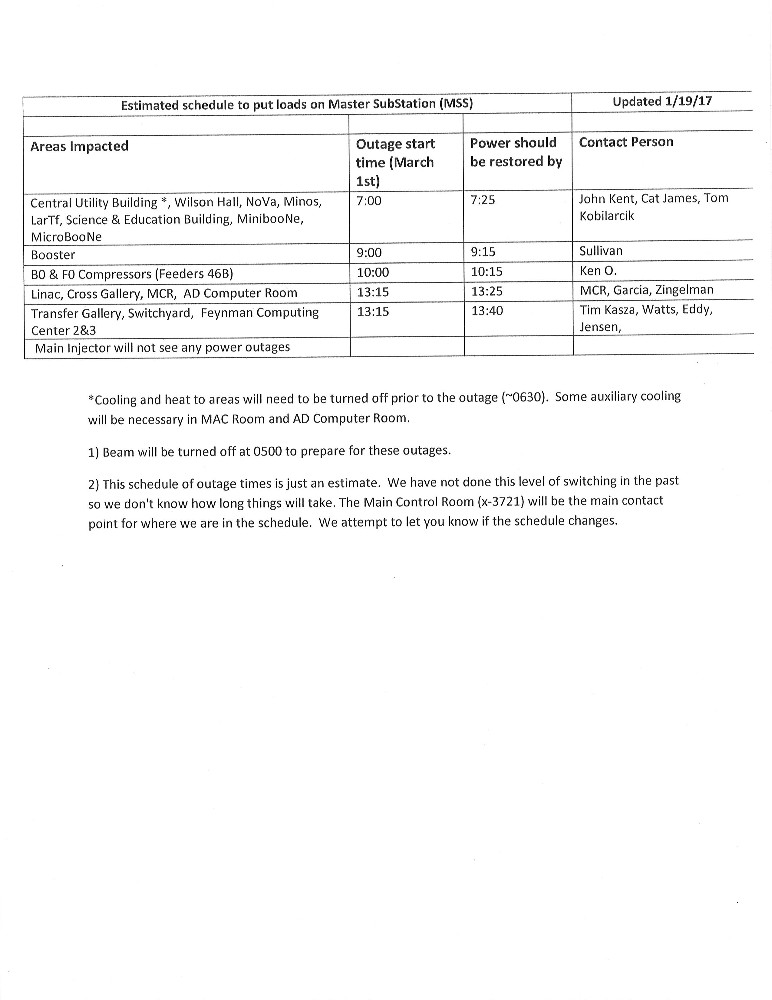 Estimated schedule to put loads on Master SubStation (MSS) Updated 1/19/17
Areas Impacted
Outage start
time (March
1st)
Power should
be restored by
Contact Person
Central Utility Building *, Wilson Hall, NoVa, Minos,
LarTf, Science & Education Building, MinibooNe,
MicroBooNe
7:00
7:25
John Kent, Cat James, Tom
Kobilarcik
Booster
9:00
9:15
Sullivan
B0 & F0 Compressors (Feeders 46B)
10:00
10:15
Ken O.
Linac, Cross Gallery, MCR,  AD Computer Room
13:15
13:25
MCR, Garcia, Zingelman
Transfer Gallery, Switchyard,  Feynman Computing
Center 2&3
13:15
13:40
Tim Kasza, Watts, Eddy,
Jensen,
Main Injector will not see any power outages
*Cooling and heat to areas will need to be turned off prior to the outage (~0630).  Some auxiliary cooling
will be necessary in MAC Room and AD Computer Room.
1) Beam will be turned off at 0500 to prepare for these outages.
2) This schedule of outage times is just an estimate.  We have not done this level of switching in the past
so we don't know how long things will take. The Main Control Room (x-3721) will be the main contact
point for where we are in the schedule.  We attempt to let you know if the schedule changes.